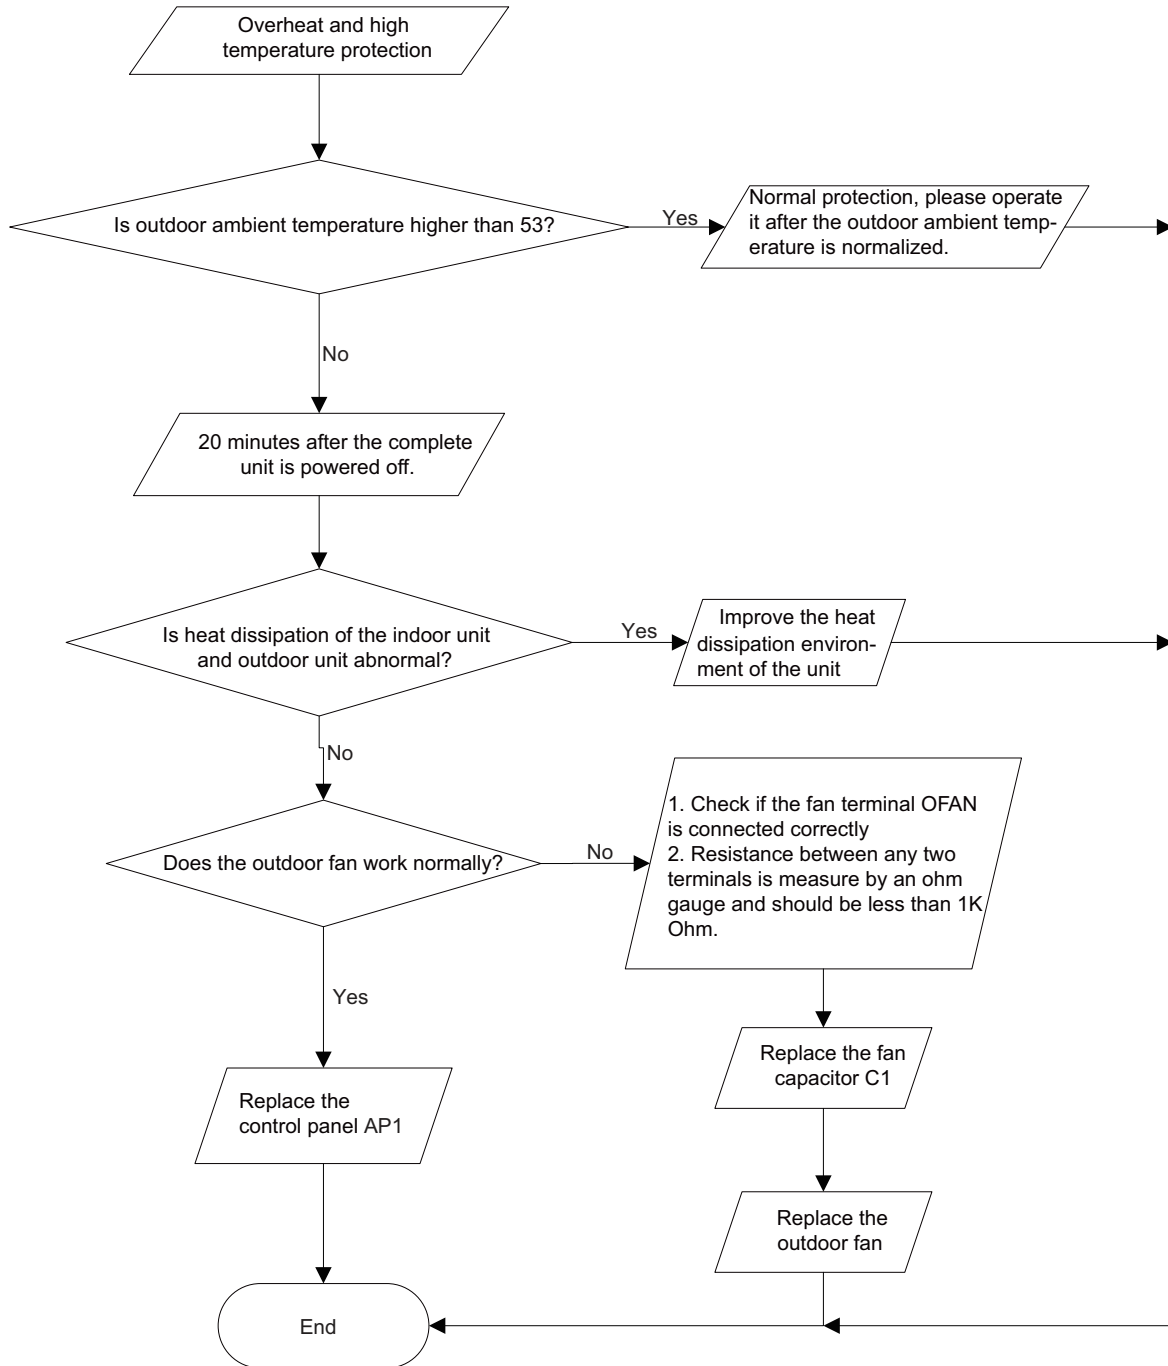 Overheat and high
temperature protection
Is outdoor ambient temperature higher than 53?
Yes
Normal protection, please operate
it after the outdoor ambient temp-
erature is normalized.
No
20 minutes after the complete
unit is powered off.
Is heat dissipation of the indoor unit
and outdoor unit abnormal?
Yes
Improve the heat
dissipation environ-
ment of the unit
No
Does the outdoor fan work normally?
No
1. Check if the fan terminal OFAN
is connected correctly
2. Resistance between any two
terminals is measure by an ohm
gauge and should be less than 1K
Ohm.
Yes
Replace the fan
capacitor C1
Replace the
control panel AP1
Replace the
outdoor fan
End